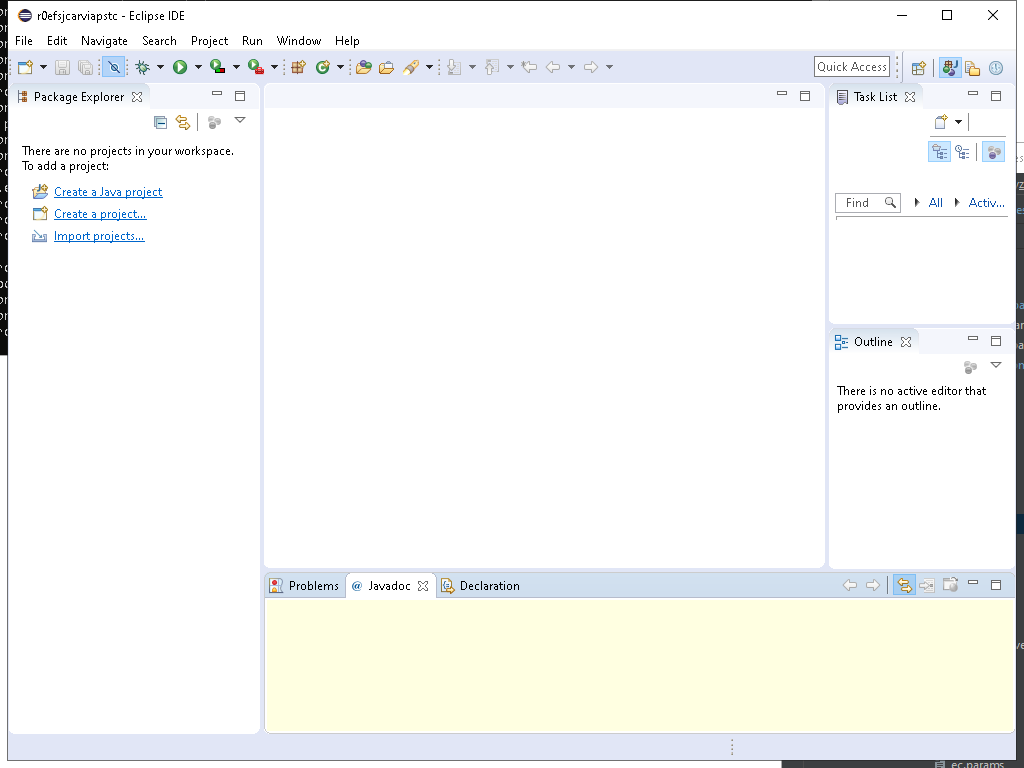 r0efsjcarviapstc - Eclipse IDE
File Edit Navigate Search Project Run Window Help
Quick Access
Package Explorer
Task List
There are no projects in your workspace.
To add a project:
Create a Java project
Create a project...
Import projects...
Find
All
Activ...
Outline
There is no active editor that
provides an outline.
Problems
@ Javadoc
Declaration
ec.params